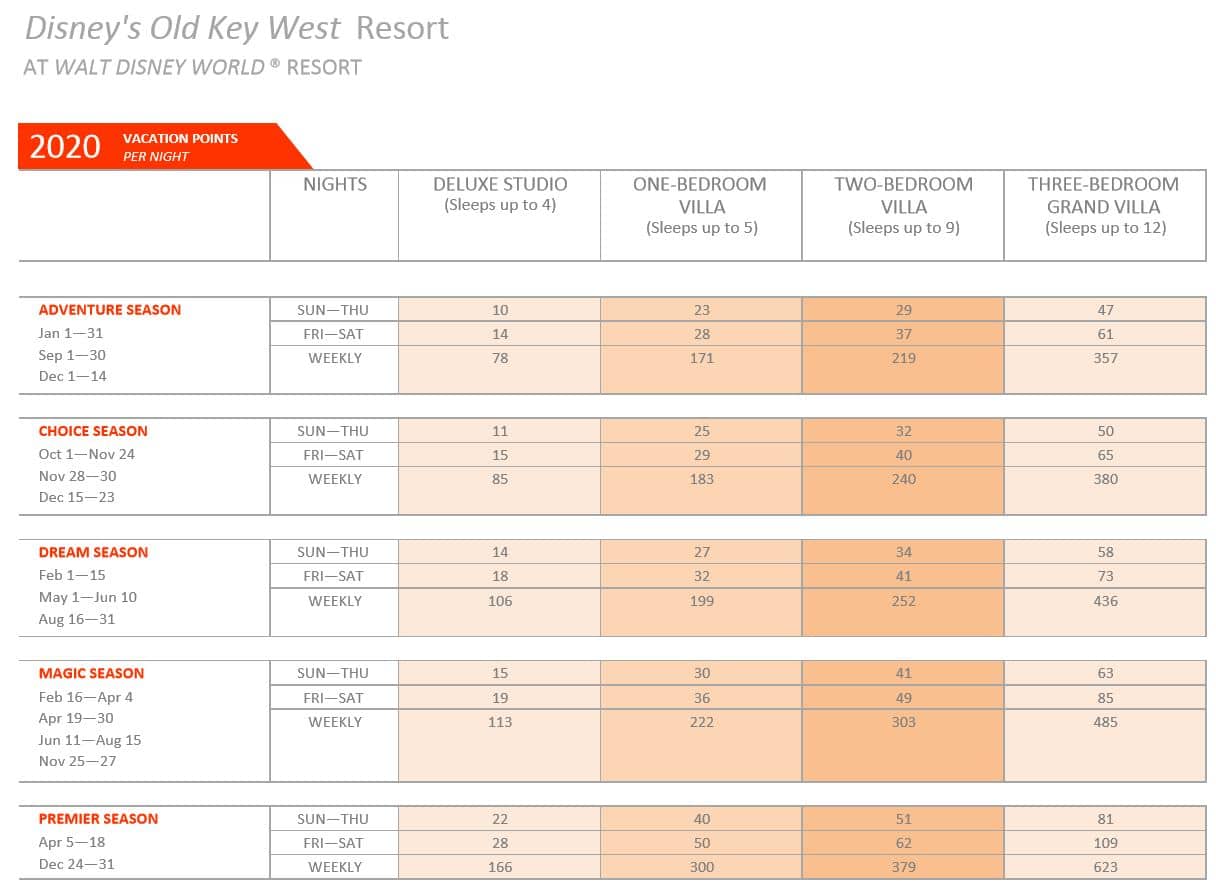 Disney's Old Key West Resort
AT WALT DISNEY WORLD ® RESORT
2020 VACATION POINTS
PER NIGHT
NIGHTS DELUXE STUDIO ONE-BEDROOM TWO-BEDROOM THREE-BEDROOM
(Sleeps up to 4) VILLA VILLA GRAND VILLA
(Sleeps up to 5) (Sleeps up to 9) (Sleeps up to 12)
ADVENTURE SEASON SUN—THU 10 23 29 47
Jan 1—31 FRI—SAT 14 28 37 61
Sep 1—30 WEEKLY 78 171 219 357
Dec 1—14
CHOICE SEASON SUN—THU 11 25 32 50
Oct 1—Nov 24 FRI—SAT 15 29 40 65
Nov 28—30 WEEKLY 85 183 240 380
Dec 15—23
DREAM SEASON SUN—THU 14 27 34 58
Feb 1—15 FRI—SAT 18 32 41 73
May 1—Jun 10 WEEKLY 106 199 252 436
Aug 16—31
MAGIC SEASON SUN—THU 15 30 41 63
Feb 16—Apr 4 FRI—SAT 19 36 49 85
Apr 19—30 WEEKLY 113 222 303 485
Jun 11—Aug 15
Nov 25—27
PREMIER SEASON SUN—THU 22 40 51 81
Apr 5—18 FRI—SAT 28 50 62 109
Dec 24—31 WEEKLY 166 300 379 623